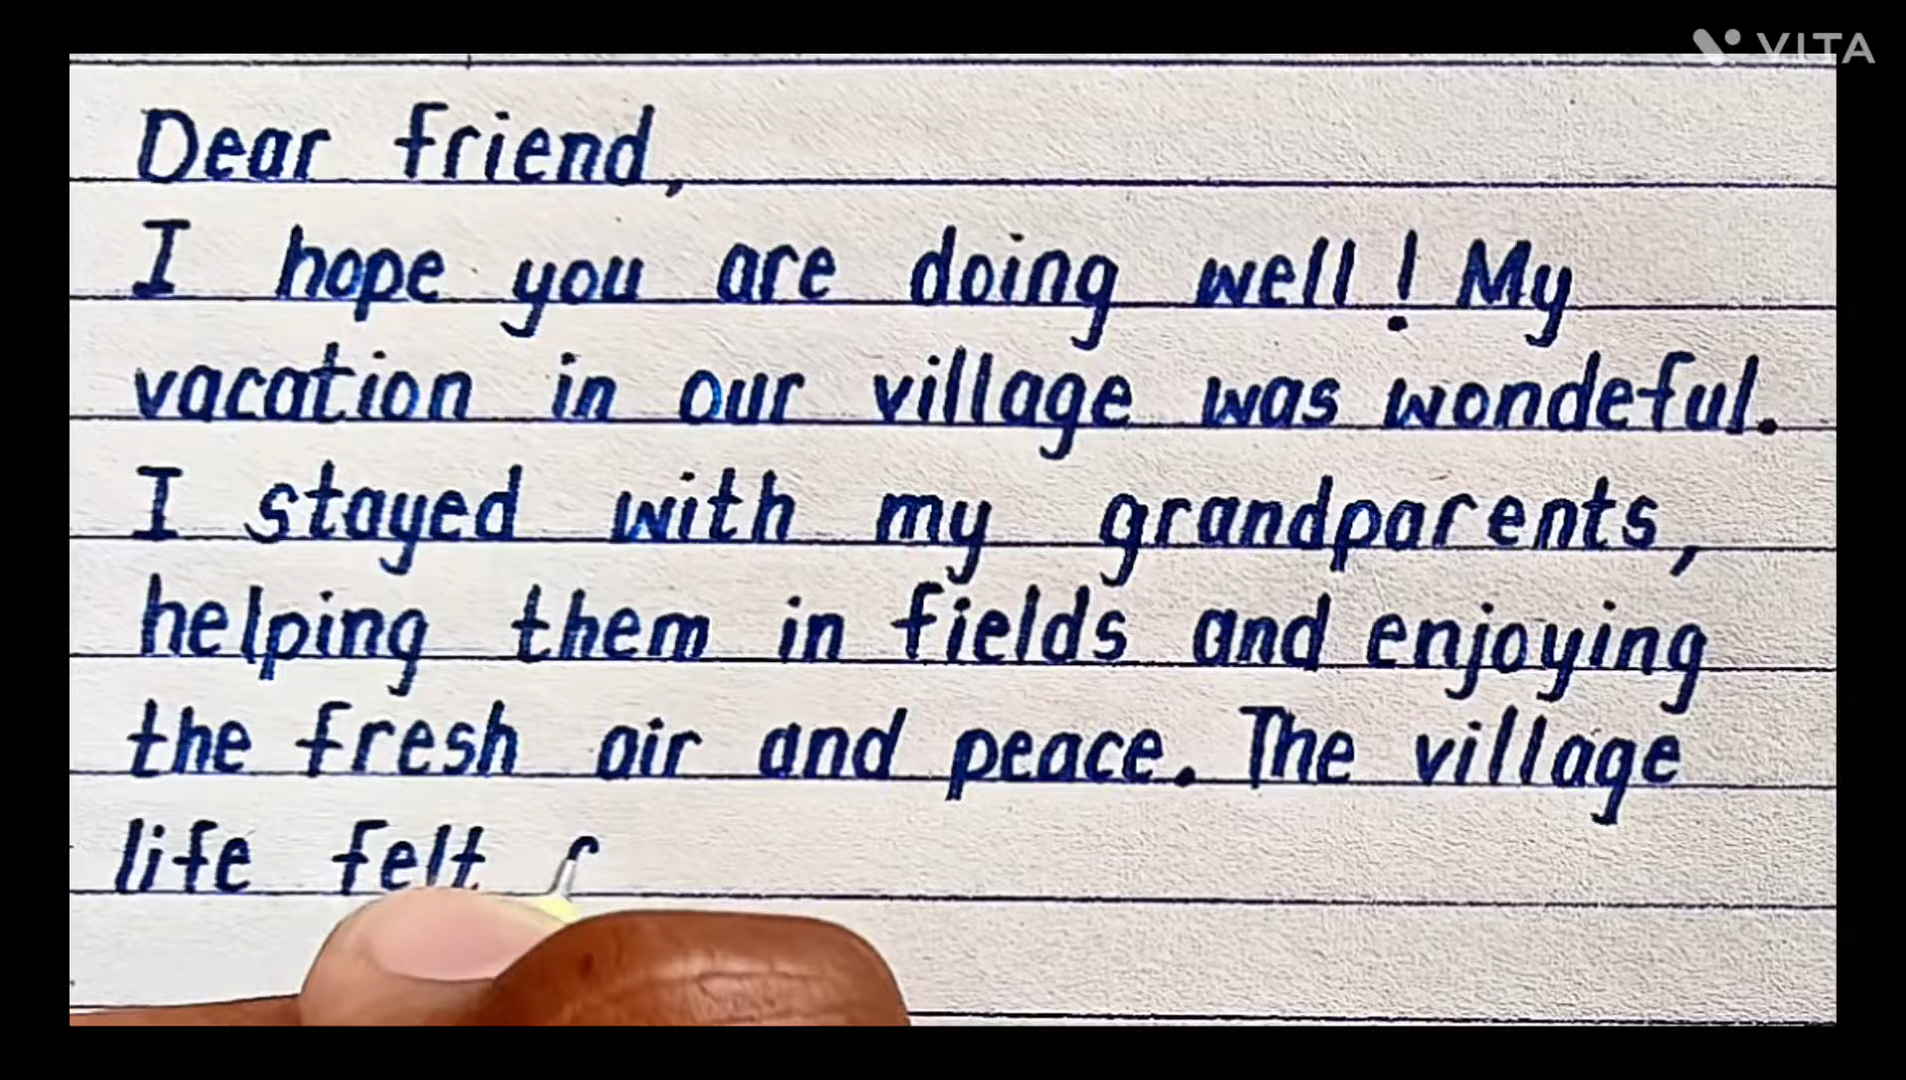 VITA
Dear friend,
I hope you are doing well! My
vacation in our village was wondeful.
I stayed with my grandparents,
helping them in fields and enjoying
the fresh air and peace. The village
life felt